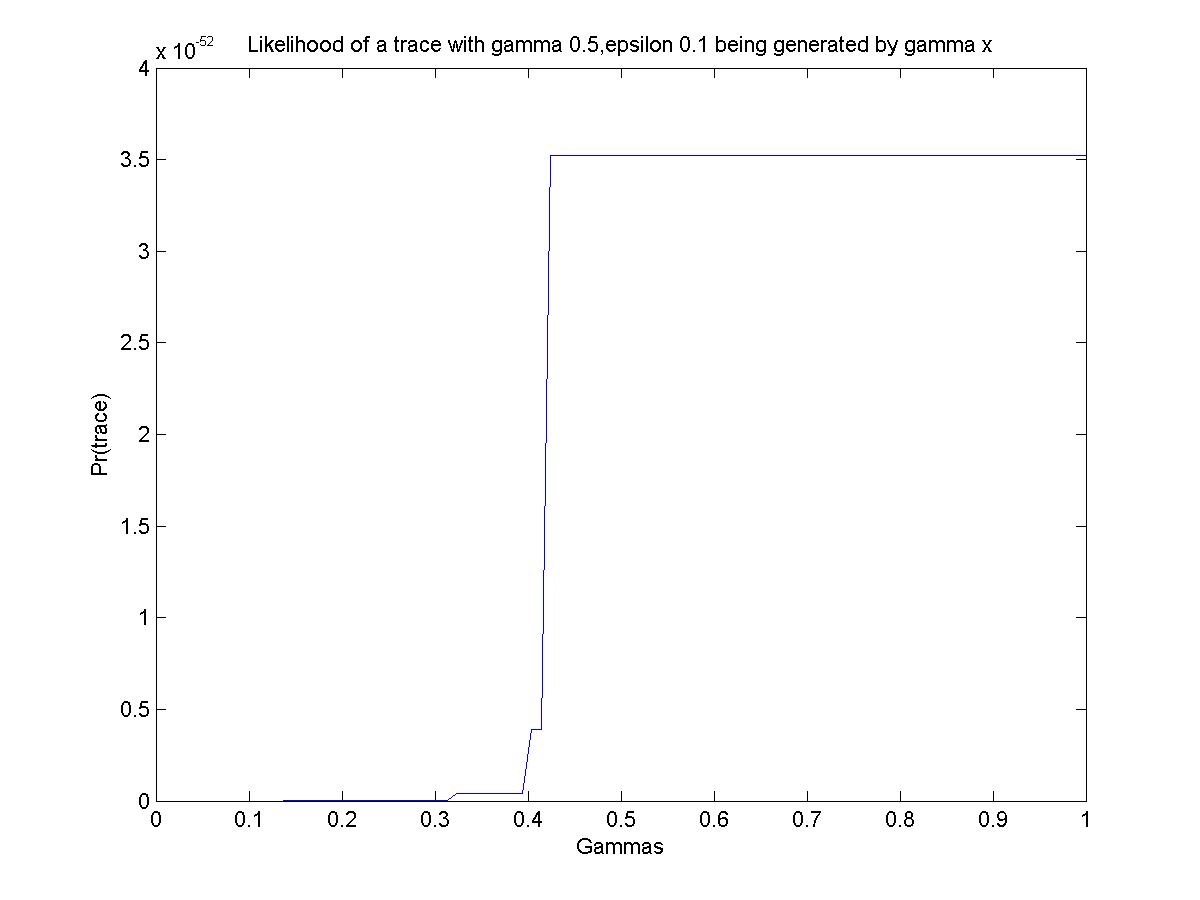 x 10-52 Likelihood of a trace with gamma 0.5,epsilon 0.1 being generated by gamma x
4
3.5
3
2.5
2
1.5
1
0.5
0
Pr(trace)
0 0.1 0.2 0.3 0.4 0.5 0.6 0.7 0.8 0.9 1
Gammas